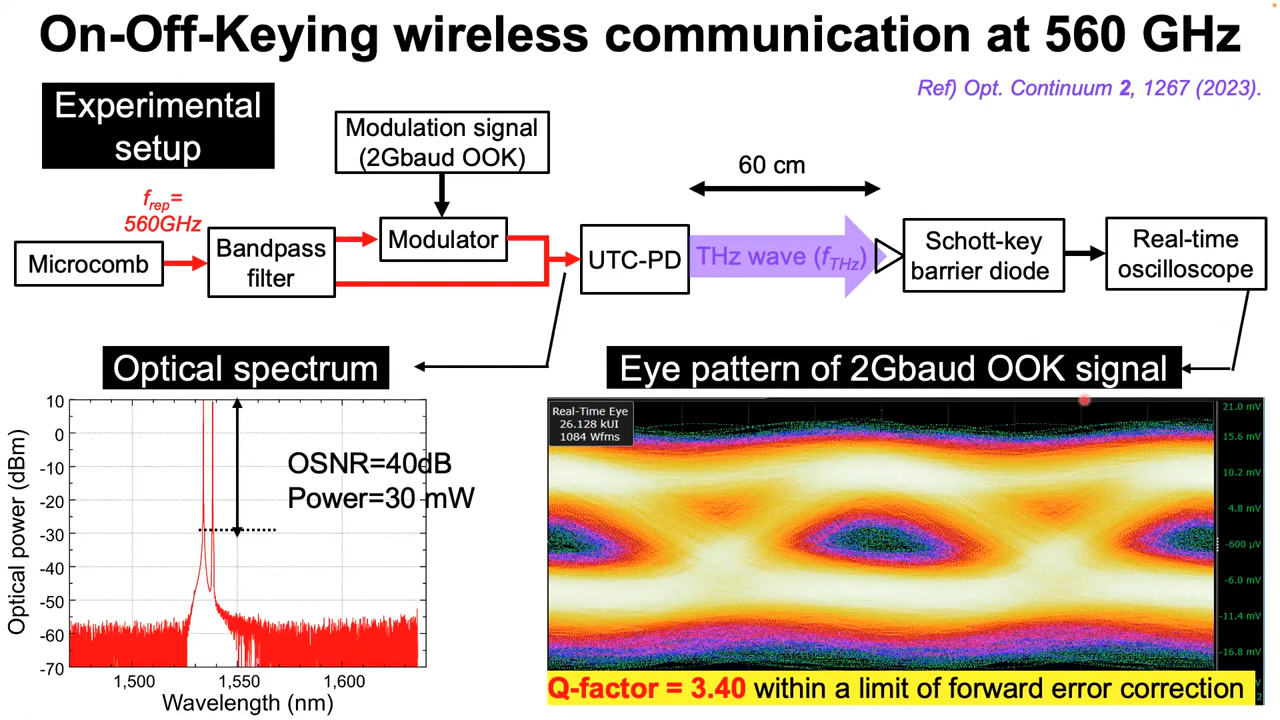 On-Off-Keying wireless communication at 560 GHz
Ref) Opt. Continuum 2, 1267 (2023).
Experimental
setup
Modulation signal
(2Gbaud OOK)
60 cm
frep=
560GHz
Microcomb
Bandpass
filter
Modulator
UTC-PD
THz wave (fTHz)
Schott-key
barrier diode
Real-time
oscilloscope
Optical spectrum
Eye pattern of 2Gbaud OOK signal
Optical power (dBm)
10
0
-10
-20
-30
-40
-50
-60
-70
OSNR=40dB
Power=30 mW
1,500
1,550
1,600
Wavelength (nm)
Real-Time Eye
26.128 kUI
1084 Wfms
21.0 mV
15.6 mV
10.2 mV
4.8 mV
-600 µV
-6.0 mV
-11.4 mV
-16.8 mV
Q-factor = 3.40 within a limit of forward error correction